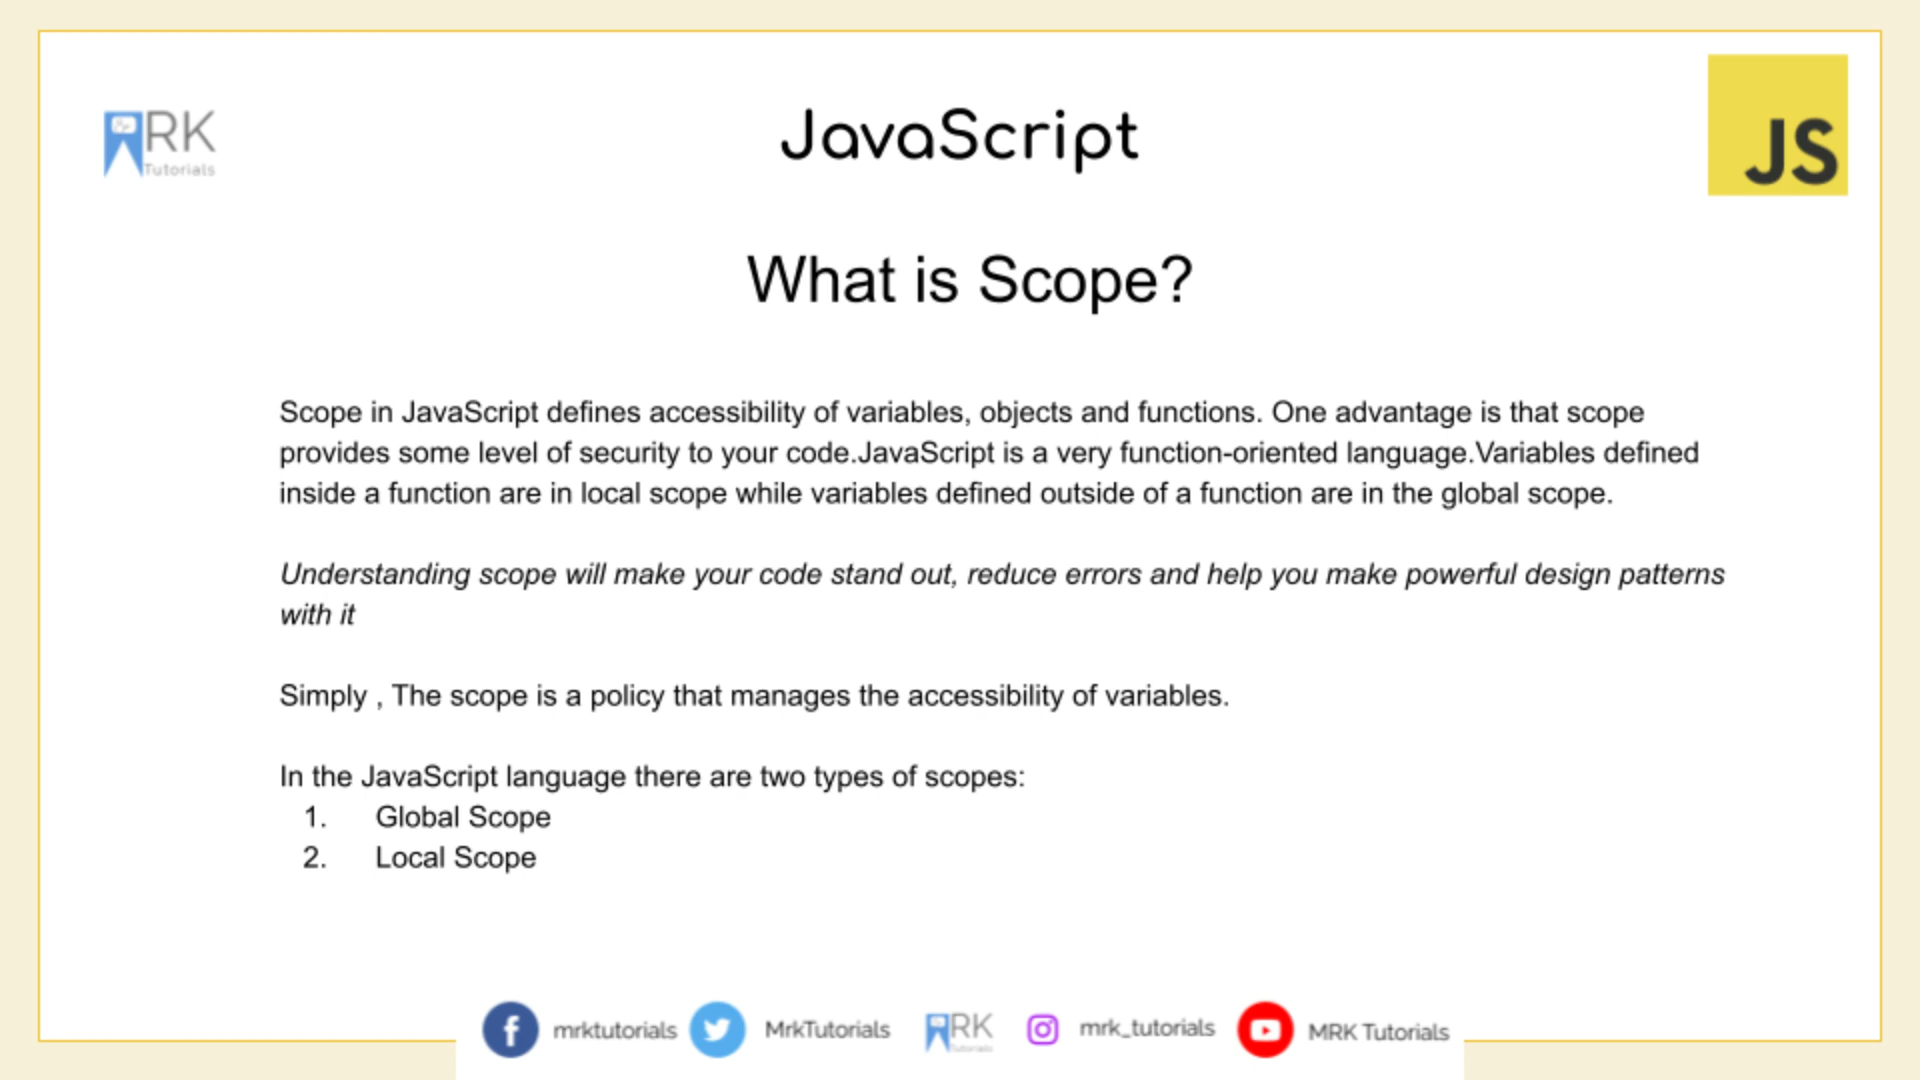 RK
Tutorials
JavaScript
JS
What is Scope?
Scope in JavaScript defines accessibility of variables, objects and functions. One advantage is that scope
provides some level of security to your code.JavaScript is a very function-oriented language.Variables defined
inside a function are in local scope while variables defined outside of a function are in the global scope.
Understanding scope will make your code stand out, reduce errors and help you make powerful design patterns
with it
Simply , The scope is a policy that manages the accessibility of variables.
In the JavaScript language there are two types of scopes:
1. Global Scope
2. Local Scope
mrktutorials MrkTutorials RK mrk_tutorials MRK Tutorials
Tutorials